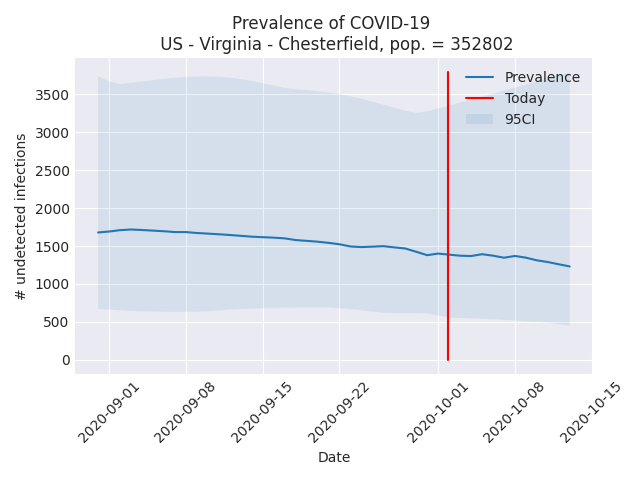 Prevalence of COVID-19
US - Virginia - Chesterfield, pop. = 352802
Prevalence
Today
95CI
3500
3000
2500
2000
1500
1000
500
0
# undetected infections
2020-09-01
2020-09-08
2020-09-15
2020-09-22
2020-10-01
2020-10-08
2020-10-15
Date